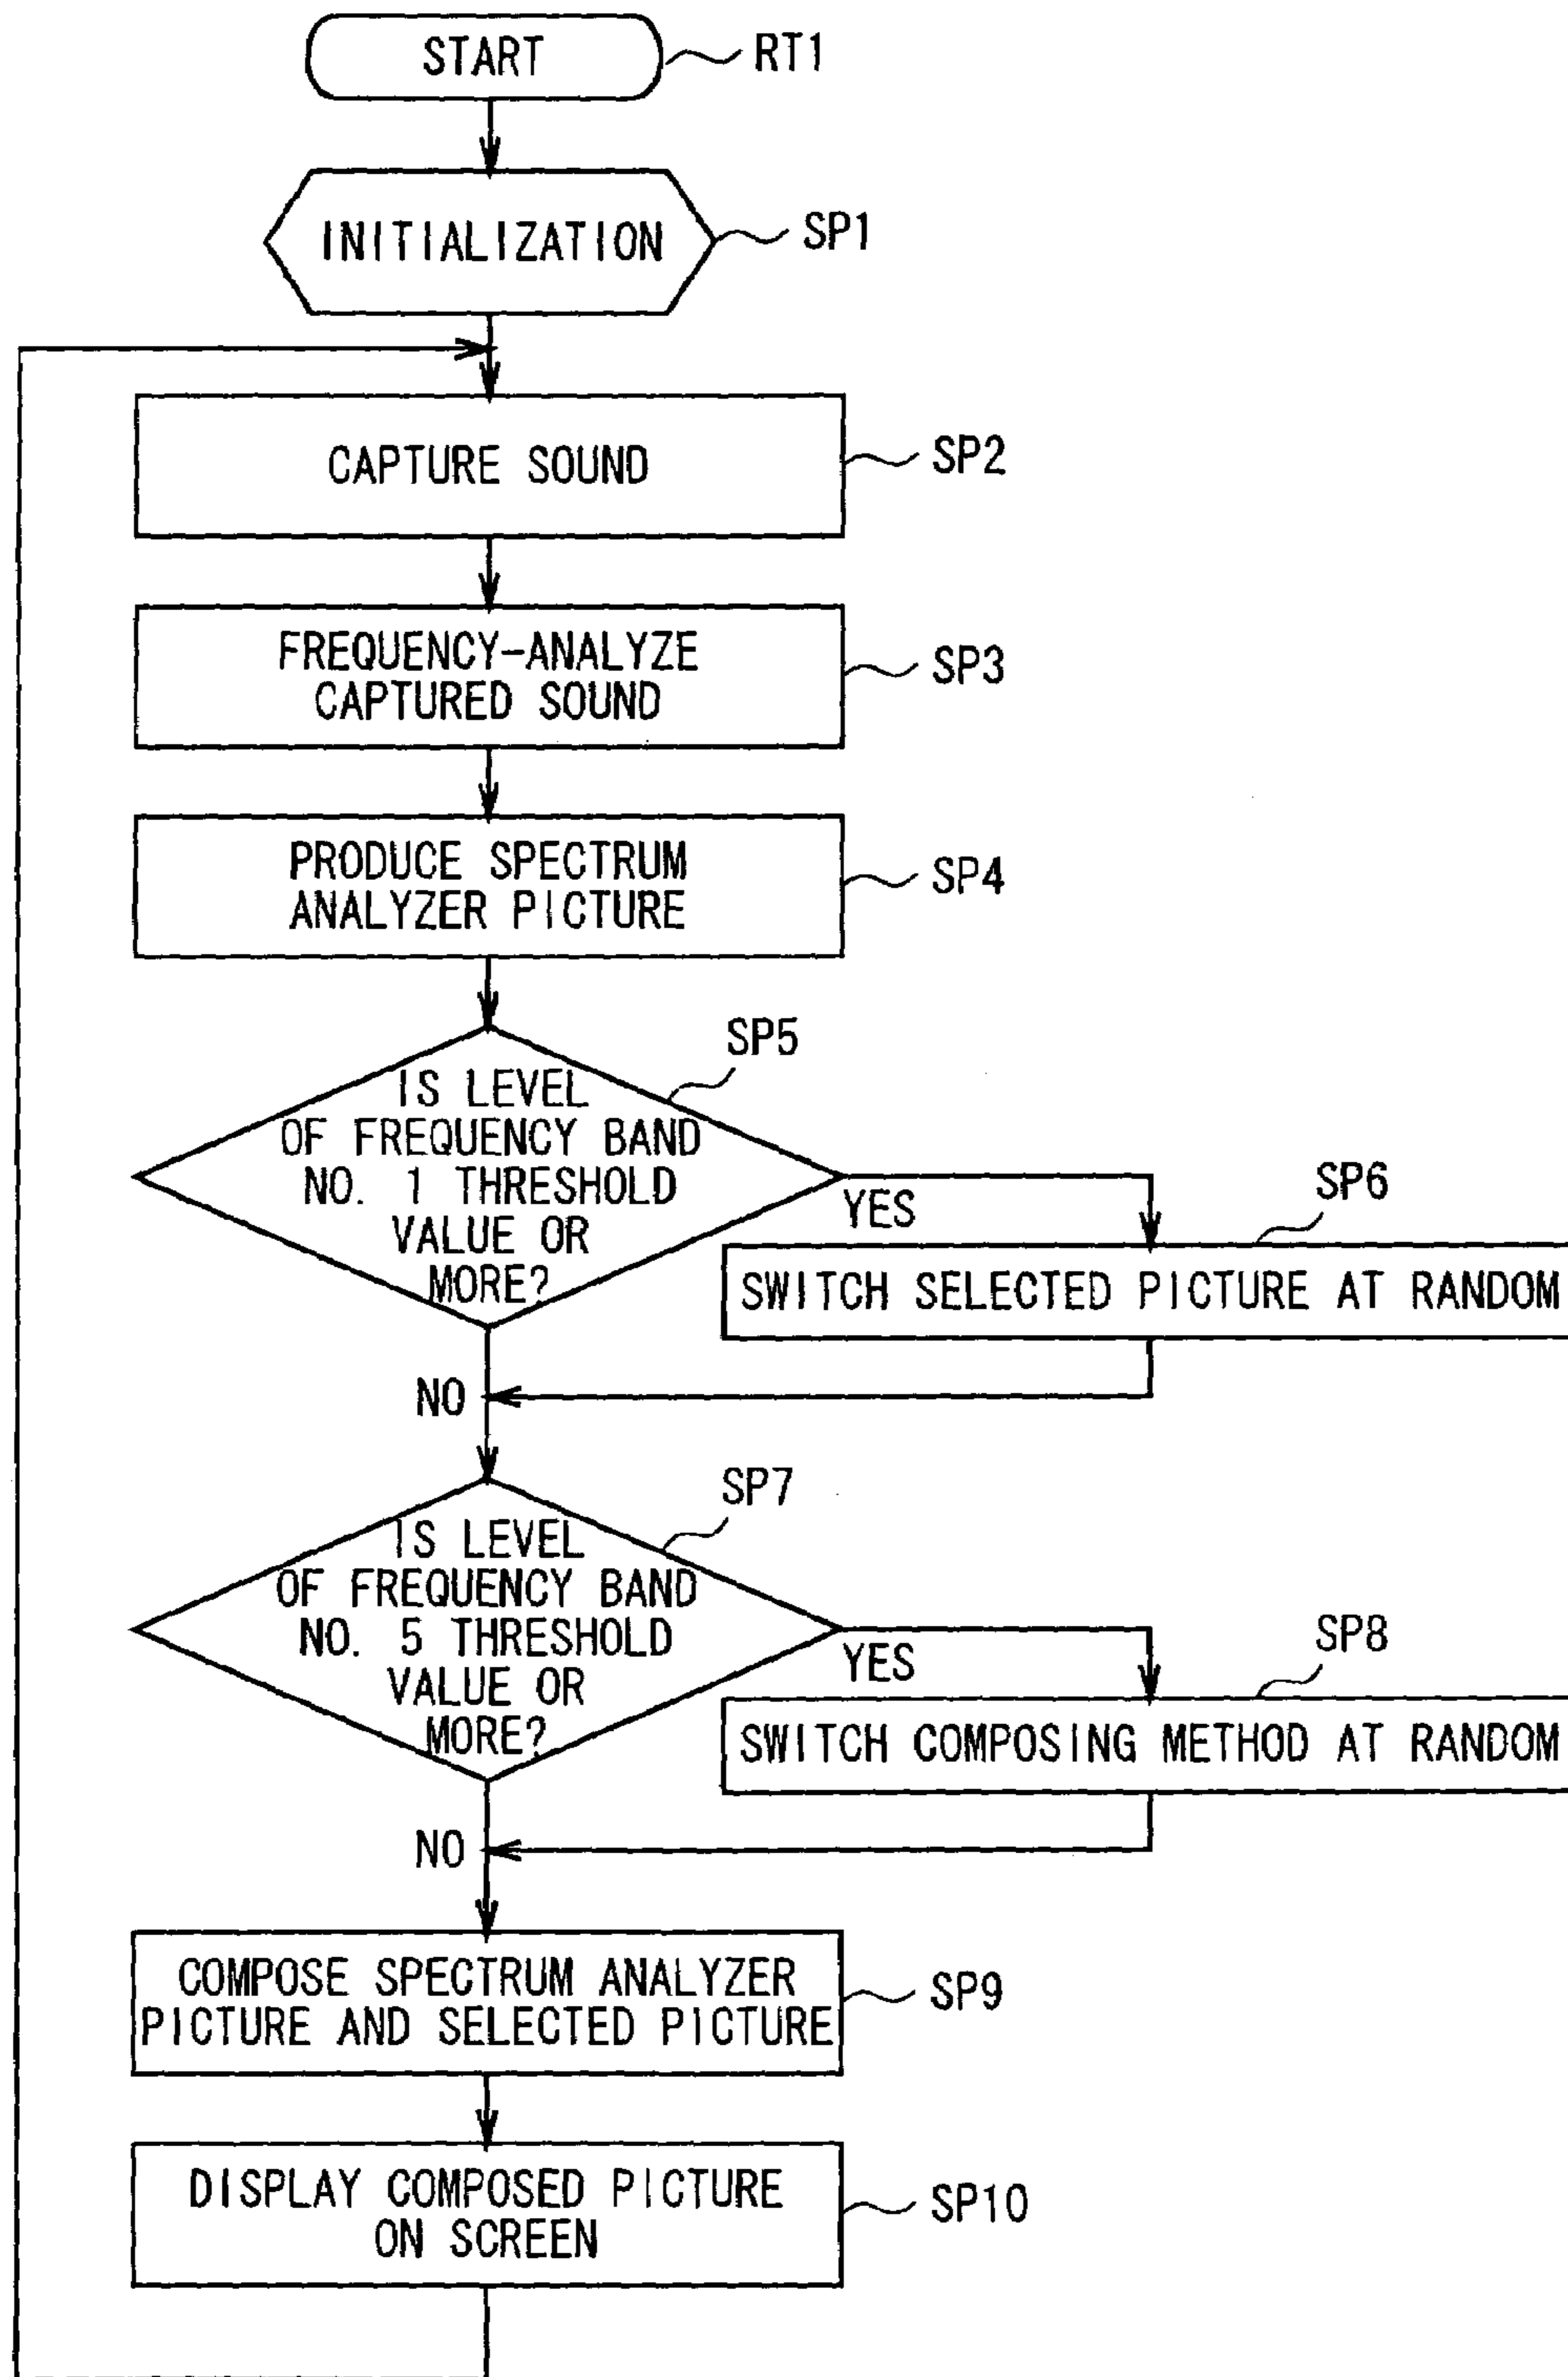 START
RT1
INITIALIZATION
SP1
CAPTURE SOUND
SP2
FREQUENCY-ANALYZE
CAPTURED SOUND
SP3
PRODUCE SPECTRUM
ANALYZER PICTURE
SP4
SP5
IS LEVEL
OF FREQUENCY BAND
NO. 1 THRESHOLD
VALUE OR
MORE?
YES
SP6
SWITCH SELECTED PICTURE AT RANDOM
NO
SP7
IS LEVEL
OF FREQUENCY BAND
NO. 5 THRESHOLD
VALUE OR
MORE?
YES
SP8
SWITCH COMPOSING METHOD AT RANDOM
NO
COMPOSE SPECTRUM ANALYZER
PICTURE AND SELECTED PICTURE
SP9
DISPLAY COMPOSED PICTURE
ON SCREEN
SP10